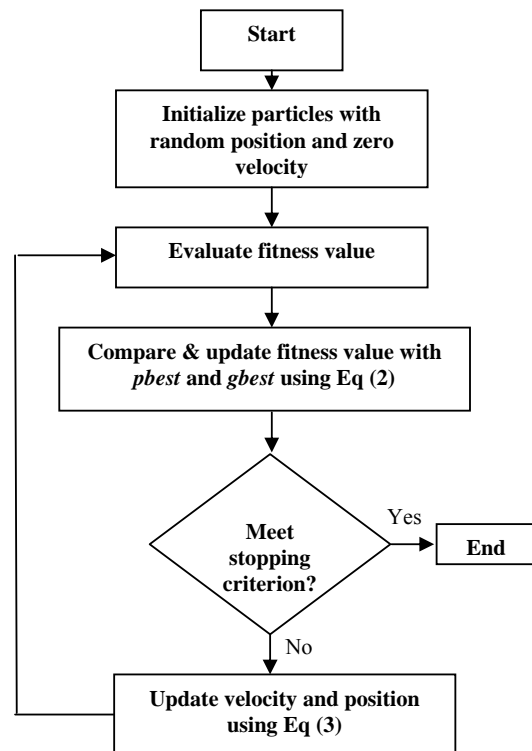 Start
Initialize particles with
random position and zero
velocity
Evaluate fitness value
Compare & update fitness value with
pbest and gbest using Eq (2)
Meet
stopping
criterion?
Yes
End
No
Update velocity and position
using Eq (3)